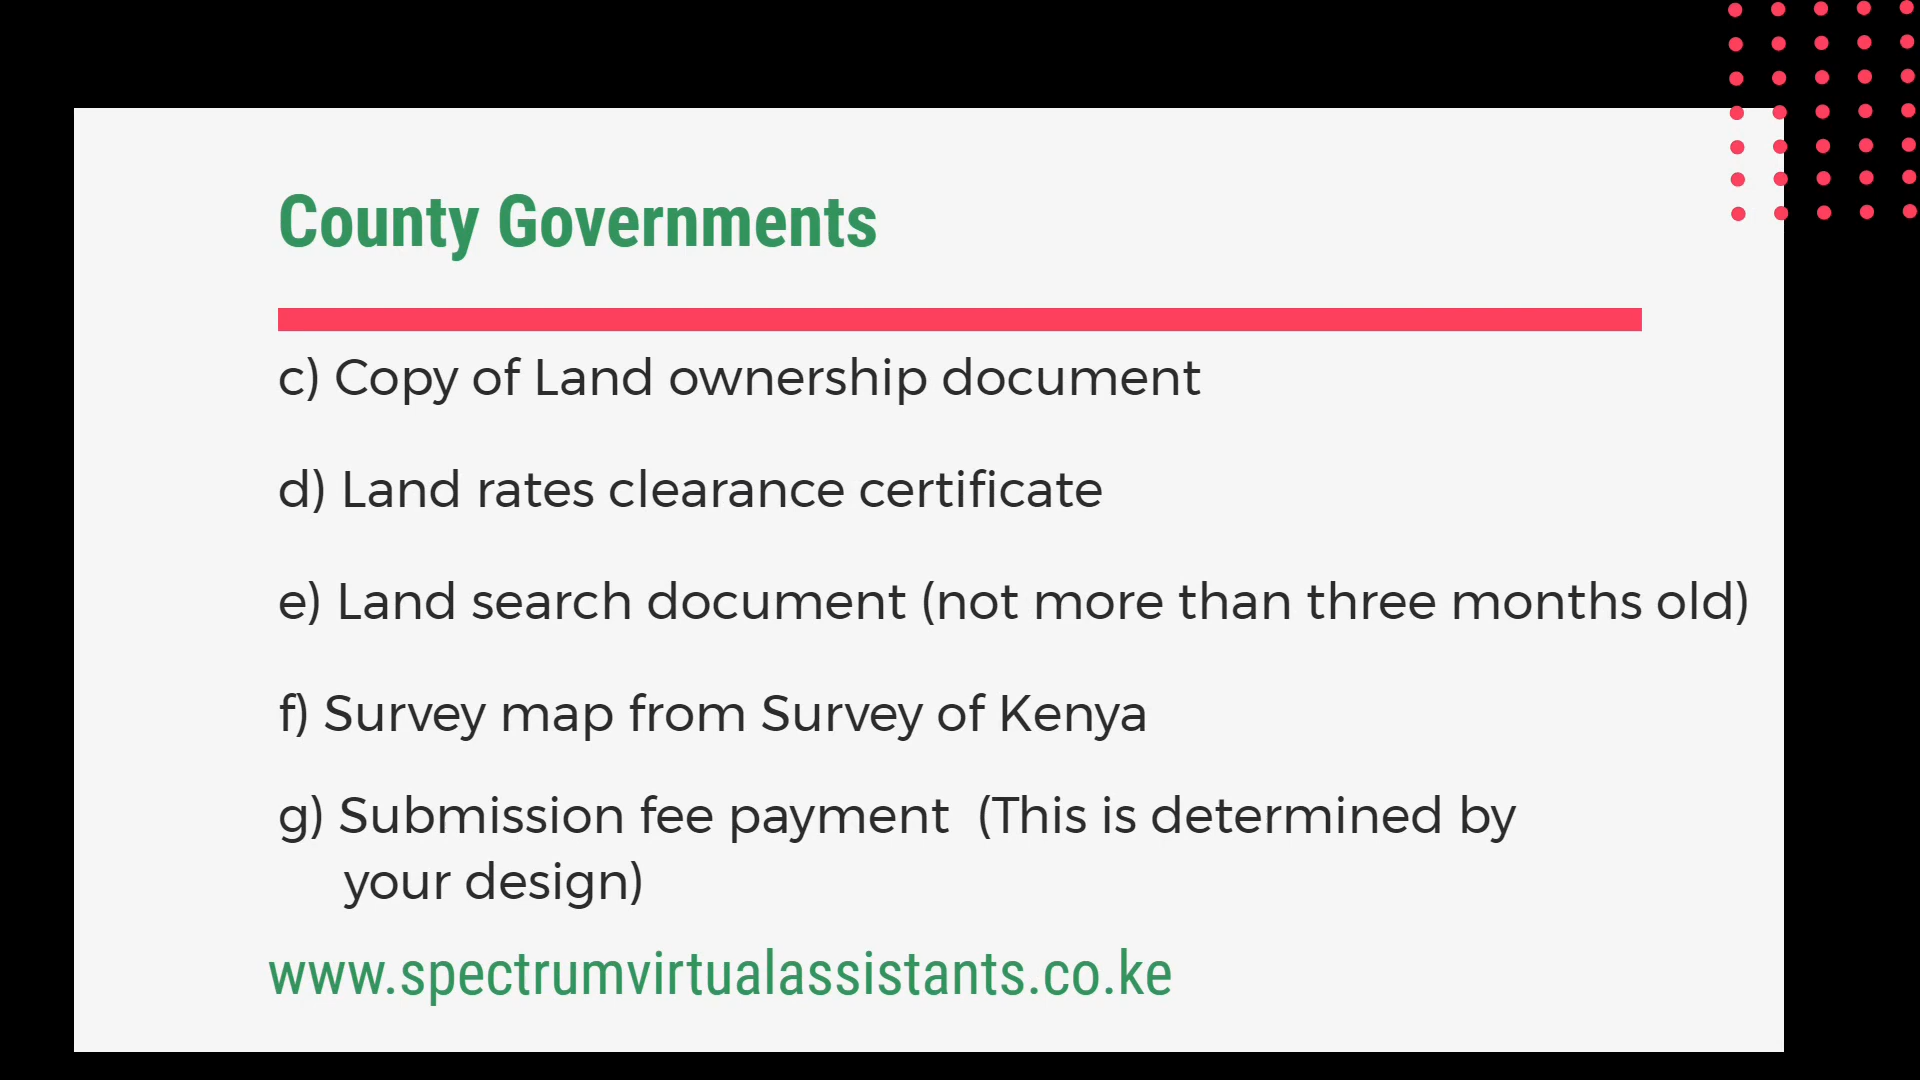 County Governments
c) Copy of Land ownership document
d) Land rates clearance certificate
e) Land search document (not more than three months old)
f) Survey map from Survey of Kenya
g) Submission fee payment  (This is determined by
your design)
www.spectrumvirtualassistants.co.ke